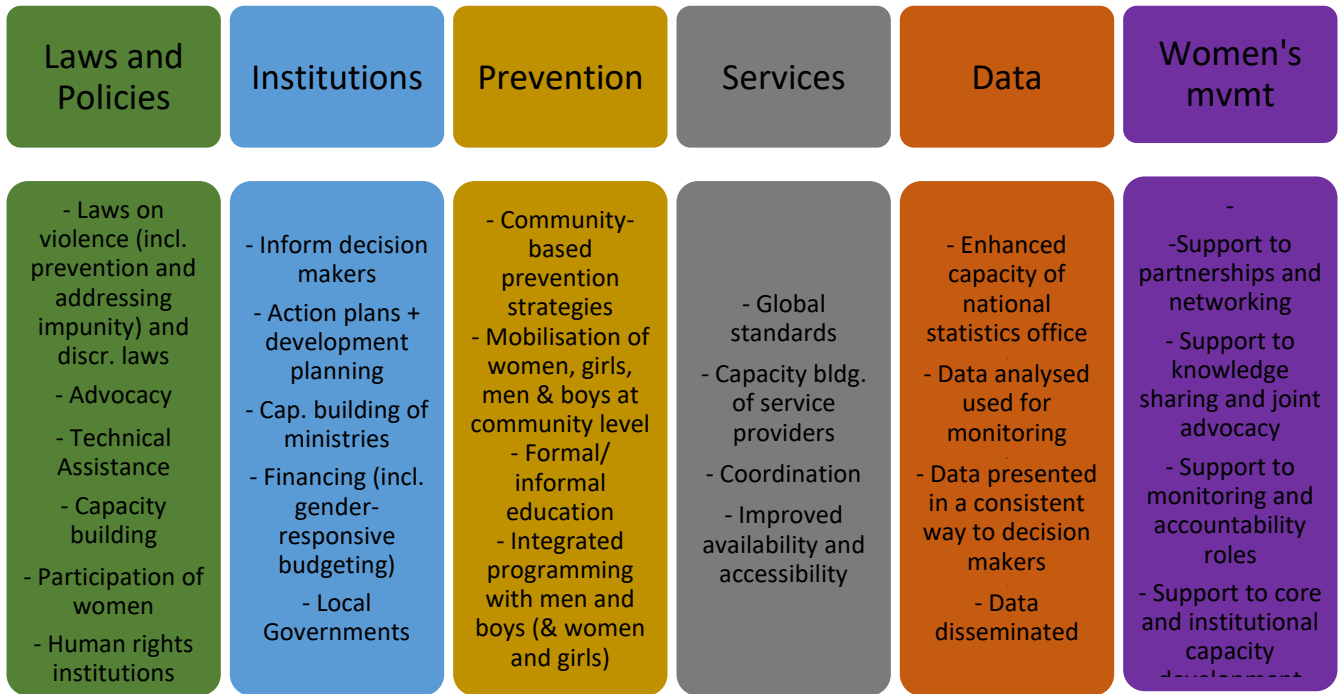 Laws and
Policies
Institutions
Prevention
Services
Data
Women's
mvmt
- Laws on
violence (incl.
prevention and
addressing
impunity) and
discr. laws
- Advocacy
- Technical
Assistance
- Capacity
building
- Participation of
women
- Human rights
institutions
- Inform decision
makers
- Action plans +
development
planning
- Cap. building of
ministries
- Financing (incl.
gender-
responsive
budgeting)
- Local
Governments
- Community-
based
prevention
strategies
- Mobilisation of
women, girls,
men & boys at
community level
- Formal/
informal
education
- Integrated
programming
with men and
boys (& women
and girls)
- Global
standards
- Capacity bldg.
of service
providers
- Coordination
- Improved
availability and
accessibility
- Enhanced
capacity of
national
statistics office
- Data analysed
used for
monitoring
- Data presented
in a consistent
way to decision
makers
- Data
disseminated
-
-Support to
partnerships and
networking
- Support to
knowledge
sharing and joint
advocacy
- Support to
monitoring and
accountability
roles
- Support to core
and institutional
capacity
development